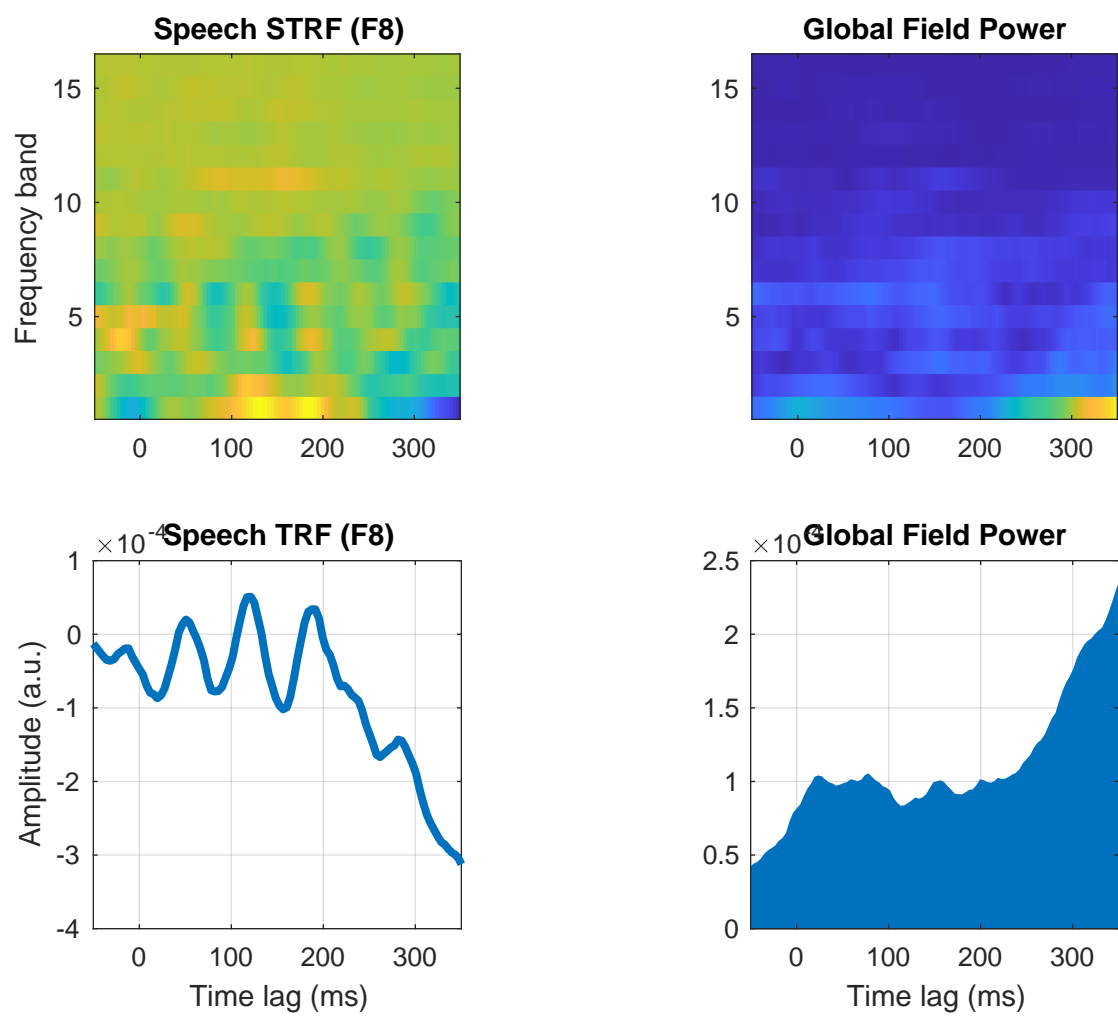 Speech STRF (F8)
Frequency band
15
10
5
0 100 200 300
Global Field Power
15
10
5
0 100 200 300
×10^-4
Speech TRF (F8)
Amplitude (a.u.)
1
0
-1
-2
-3
-4
0 100 200 300
Time lag (ms)
×10^-4
Global Field Power
2.5
2
1.5
1
0.5
0
0 100 200 300
Time lag (ms)